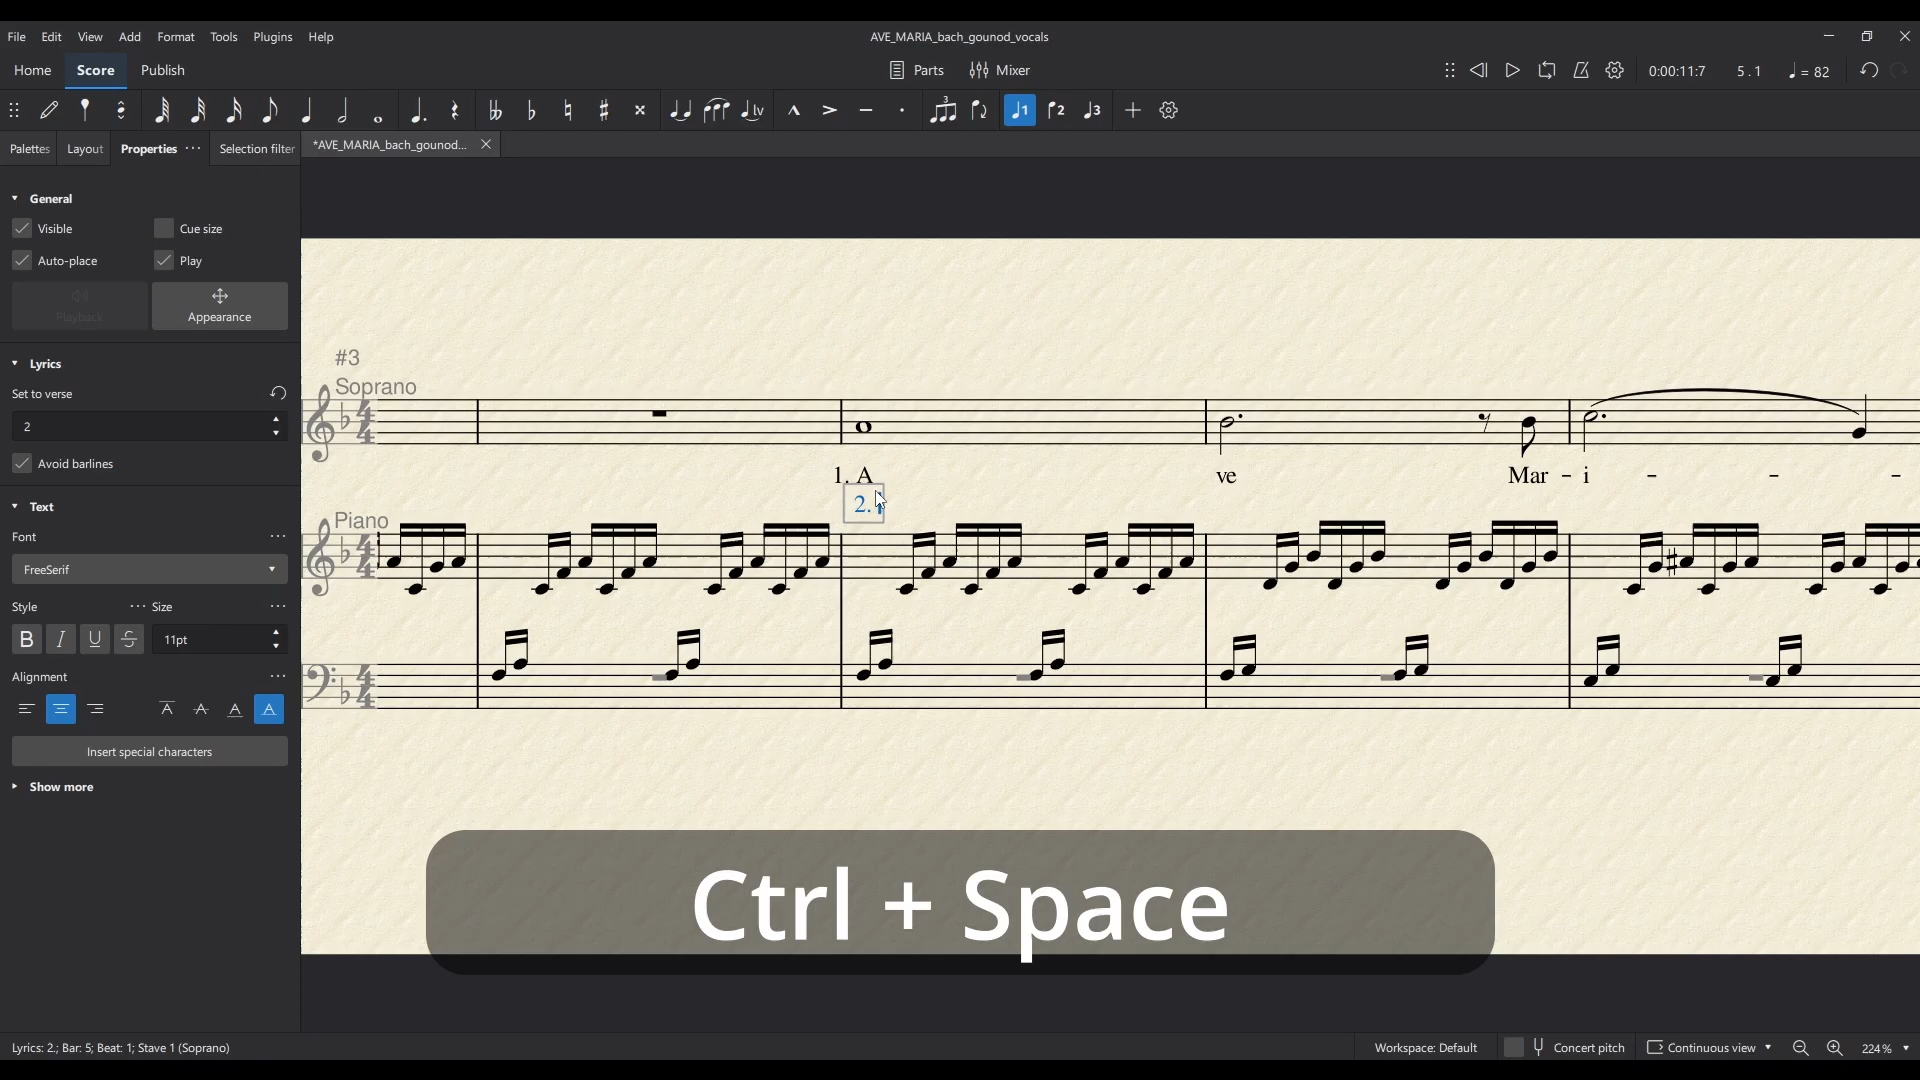 File Edit View Add Format Tools Plugins Help
AVE_MARIA_bach_gounod_vocals
Home Score Publish
Parts Mixer
0:00:11:7 5 . 1 = 82
3
1 2 3
Palettes Layout Properties Selection filter
*AVE_MARIA_bach_gounod...
General
Visible Cue size
Auto-place Play
Playback Appearance
Lyrics
Set to verse
2
Avoid barlines
Text
Font
FreeSerif
Style Size
B I U S 11pt
Alignment
Insert special characters
Show more
#3
Soprano
1. A ve Mar - i - - -
2.
Piano
Ctrl + Space
Lyrics: 2.; Bar: 5; Beat: 1; Stave 1 (Soprano)
Workspace: Default Concert pitch Continuous view 224%